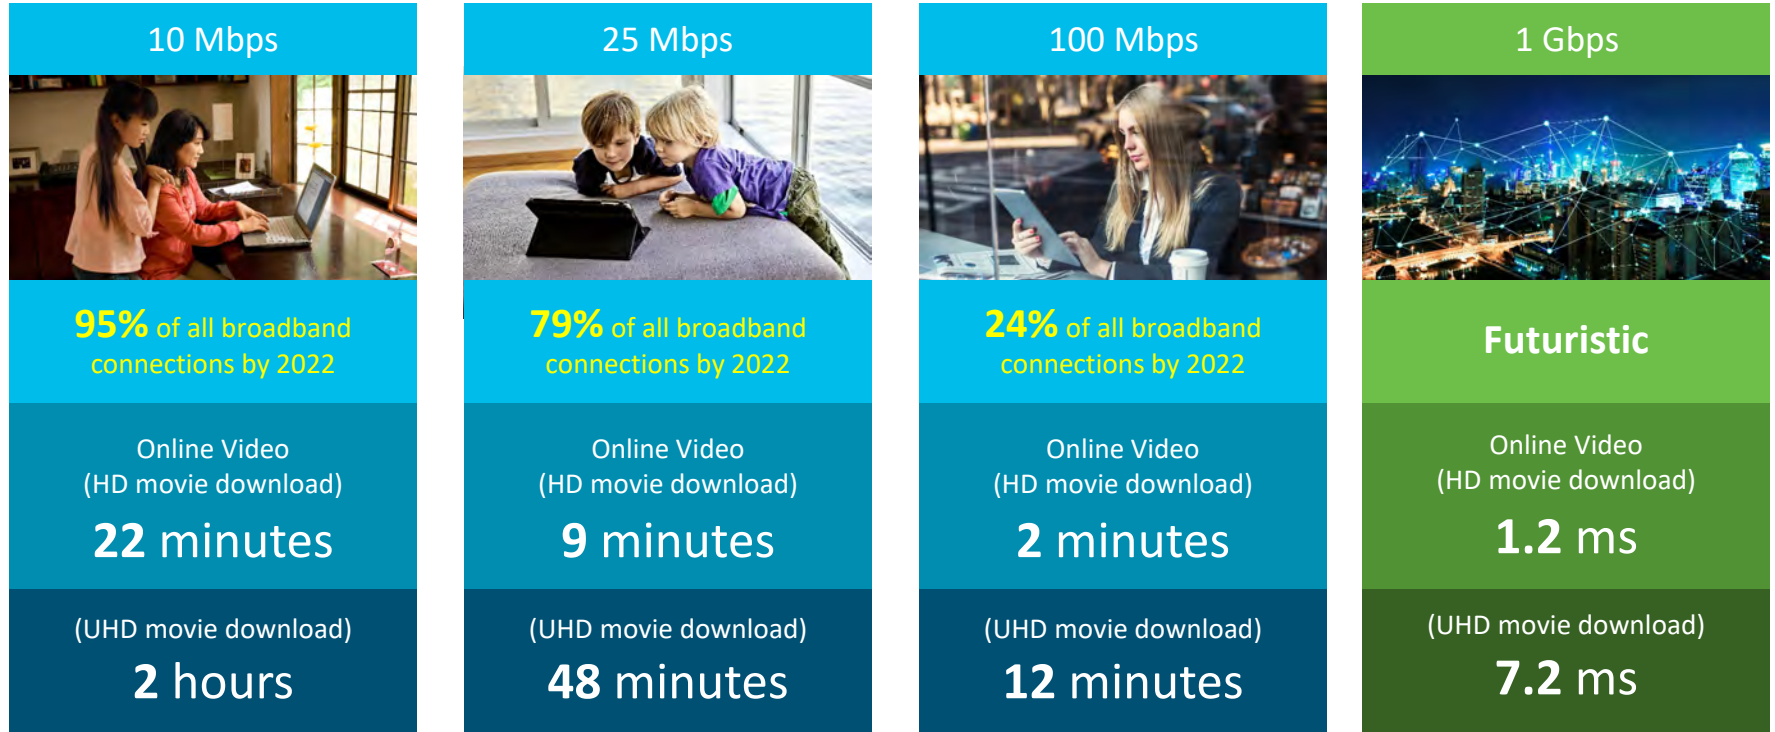 10 Mbps
95% of all broadband
connections by 2022
Online Video
(HD movie download)
22 minutes
(UHD movie download)
2 hours
25 Mbps
79% of all broadband
connections by 2022
Online Video
(HD movie download)
9 minutes
(UHD movie download)
48 minutes
100 Mbps
24% of all broadband
connections by 2022
Online Video
(HD movie download)
2 minutes
(UHD movie download)
12 minutes
1 Gbps
Futuristic
Online Video
(HD movie download)
1.2 ms
(UHD movie download)
7.2 ms